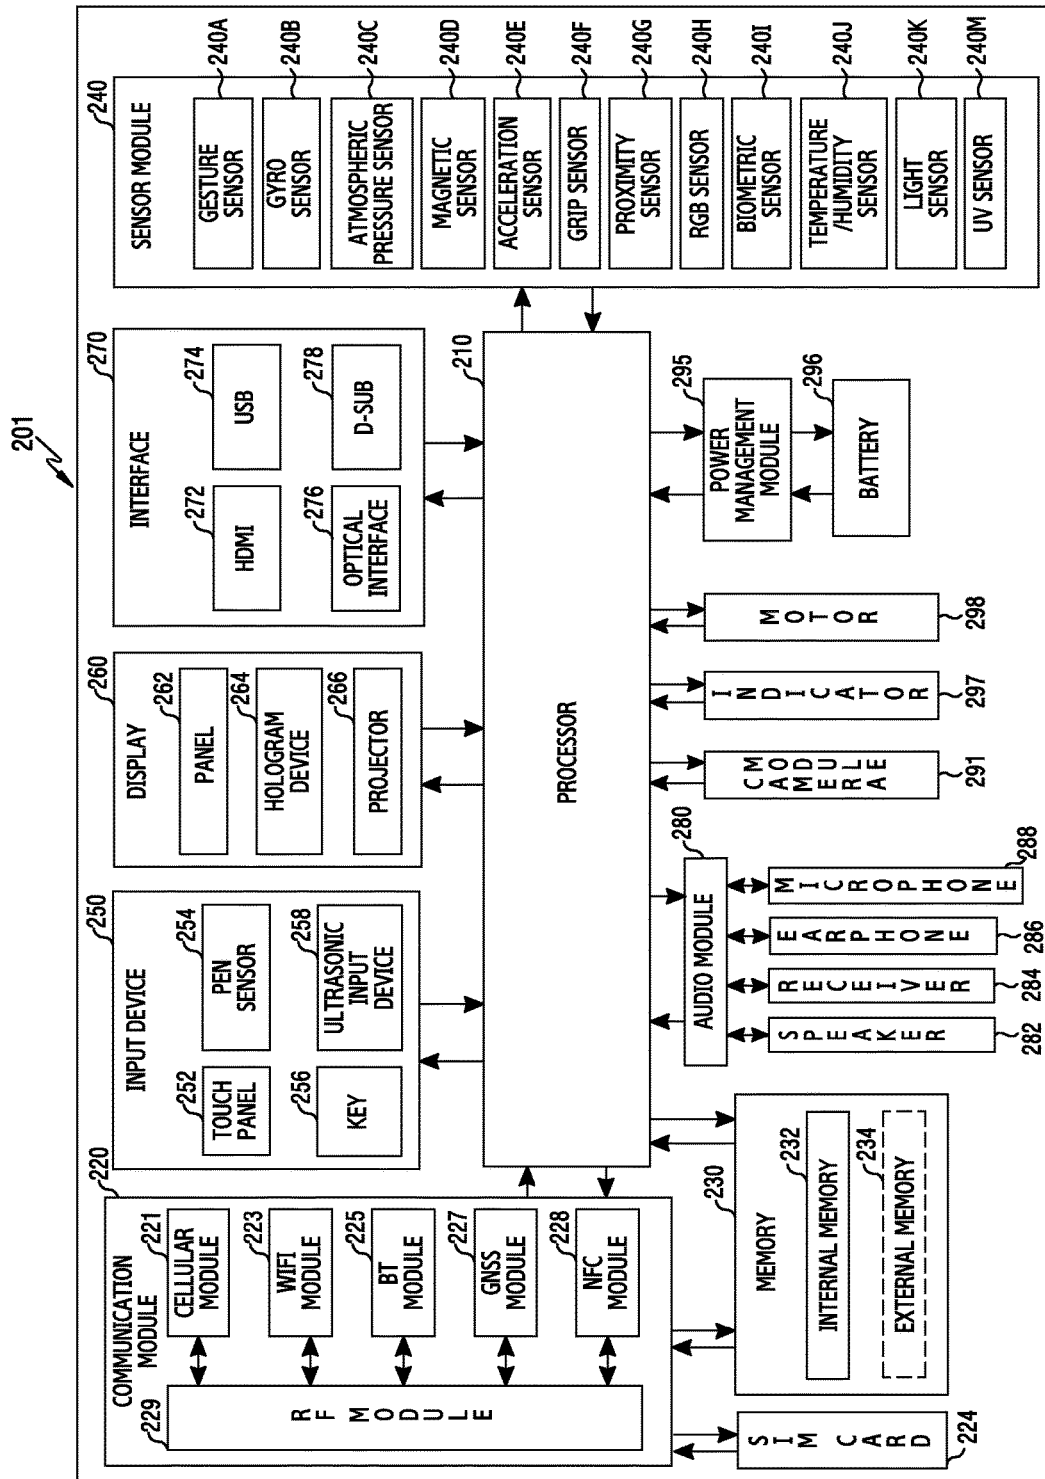 201
COMMUNICATION
MODULE
220
229
RF MODULE
221
CELLULAR
MODULE
223
WIFI
MODULE
225
BT
MODULE
227
GNSS
MODULE
228
NFC
MODULE
SIM CARD
224
INPUT DEVICE
250
252
TOUCH
PANEL
254
PEN
SENSOR
256
KEY
258
ULTRASONIC
INPUT
DEVICE
DISPLAY
260
262
PANEL
264
HOLOGRAM
DEVICE
266
PROJECTOR
INTERFACE
270
272
HDMI
274
USB
276
OPTICAL
INTERFACE
278
D-SUB
SENSOR MODULE
240
GESTURE
SENSOR
240A
GYRO
SENSOR
240B
ATMOSPHERIC
PRESSURE SENSOR
240C
MAGNETIC
SENSOR
240D
ACCELERATION
SENSOR
240E
GRIP SENSOR
240F
PROXIMITY
SENSOR
240G
RGB SENSOR
240H
BIOMETRIC
SENSOR
240I
TEMPERATURE
/HUMIDITY
SENSOR
240J
LIGHT
SENSOR
240K
UV SENSOR
240M
PROCESSOR
210
MEMORY
230
232
INTERNAL MEMORY
234
EXTERNAL MEMORY
AUDIO MODULE
280
SPEAKER
282
RECEIVER
284
EARPHONE
286
MICROPHONE
288
CAMERA
MODULE
291
INDICATOR
297
MOTOR
298
POWER
MANAGEMENT
MODULE
295
BATTERY
296